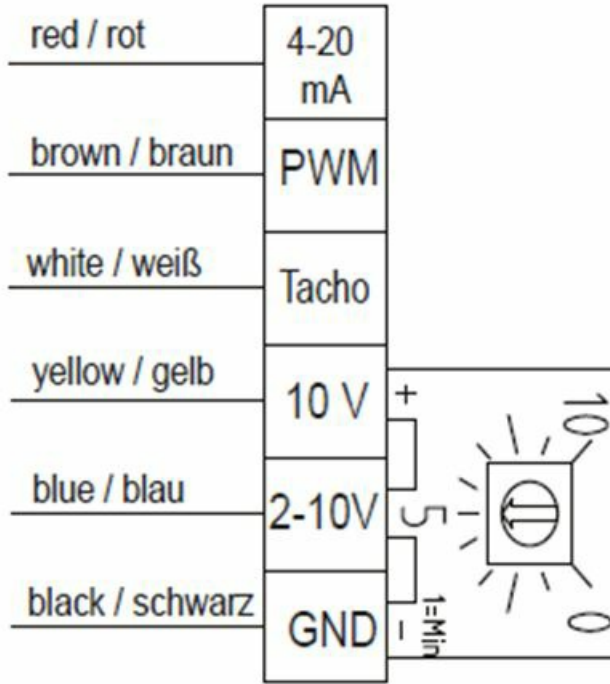 red / rot
4-20
mA
brown / braun
PWM
white / weiß
Tacho
yellow / gelb
10 V
+
10
blue / blau
2-10V
5
black / schwarz
GND
−
1=Min
0